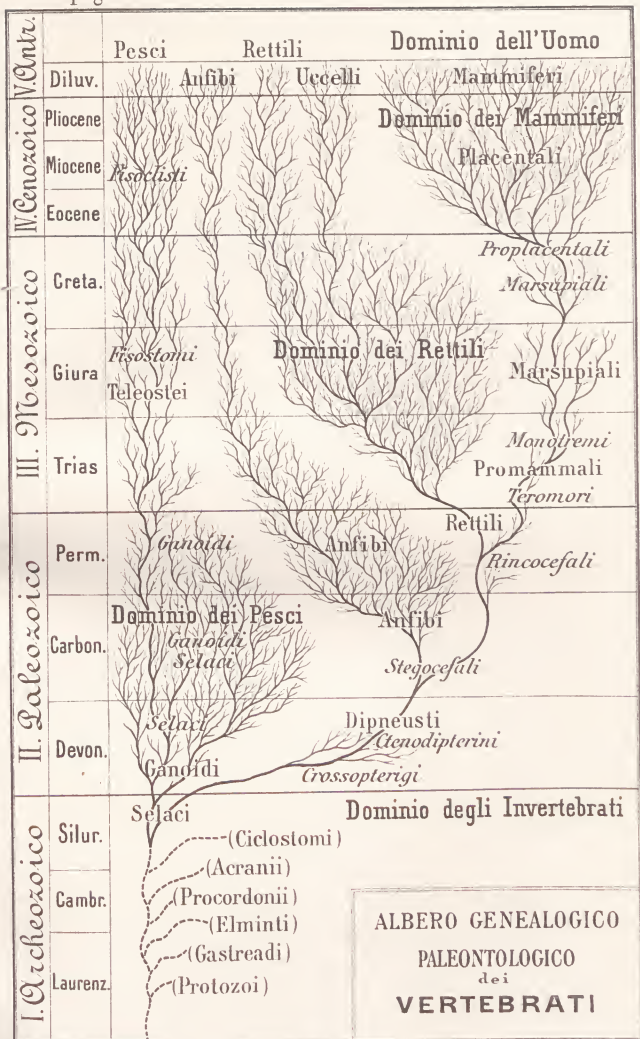 Pesci Rettili Dominio dell'Uomo
V. Antr.
Diluv. Anfibi Uccelli Mammiferi
IV. Cenozoico
Pliocene Dominio dei Mammiferi
Miocene Fisoclisti Placentali
Eocene
Proplacentali
III. Mesozoico
Creta. Marsupiali
Fisostomi Dominio dei Rettili
Giura Marsupiali
Teleostei
Monotremi
Trias Promammali
Teromori
Rettili
II. Paleozoico
Perm. Ganoidi Anfibi Rincocefali
Dominio dei Pesci Anfibi
Carbon. Ganoidi
Selaci Stegocefali
Selaci Dipneusti
Devon. Ctenodipterini
Ganoidi Crossopterigi
I. Archeozoico
Selaci Dominio degli Invertebrati
Silur. (Ciclostomi)
(Acranii)
Cambr. (Procordonii)
(Elminti)
(Gastreadi)
Laurenz. (Protozoi)
ALBERO GENEALOGICO
PALEONTOLOGICO
dei
VERTEBRATI